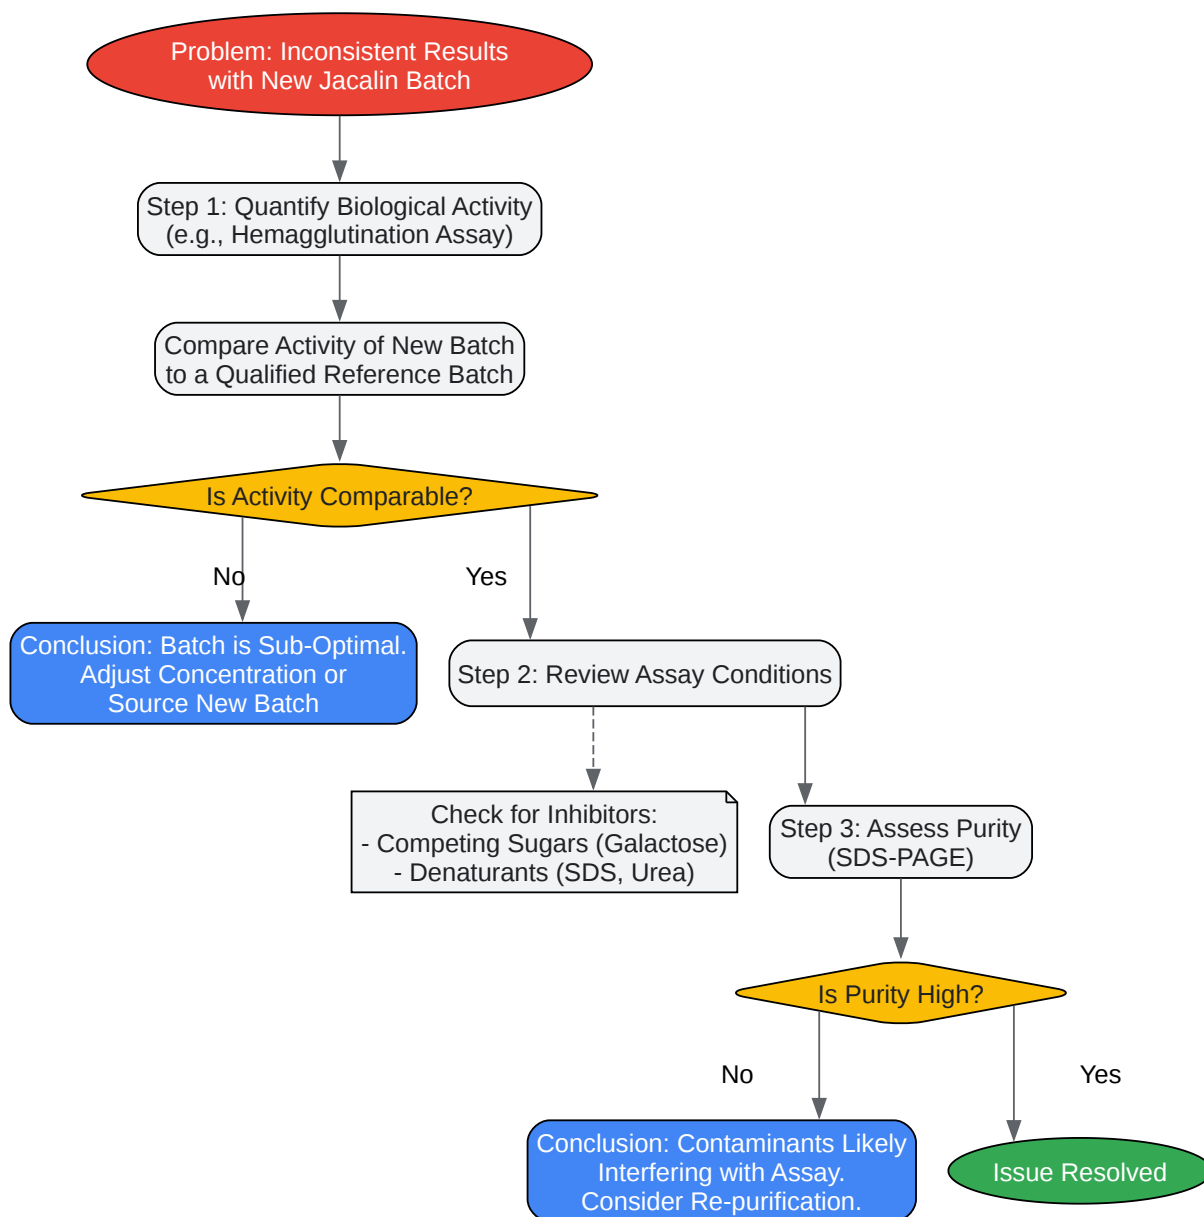 Problem: Inconsistent Results
with New Jacalin Batch
Step 1: Quantify Biological Activity
(e.g., Hemagglutination Assay)
Compare Activity of New Batch
to a Qualified Reference Batch
Is Activity Comparable?
No
Yes
Conclusion: Batch is Sub-Optimal.
Adjust Concentration or
Source New Batch
Step 2: Review Assay Conditions
Check for Inhibitors:
- Competing Sugars (Galactose)
- Denaturants (SDS, Urea)
Step 3: Assess Purity
(SDS-PAGE)
Is Purity High?
No
Yes
Conclusion: Contaminants Likely
Interfering with Assay.
Consider Re-purification.
Issue Resolved